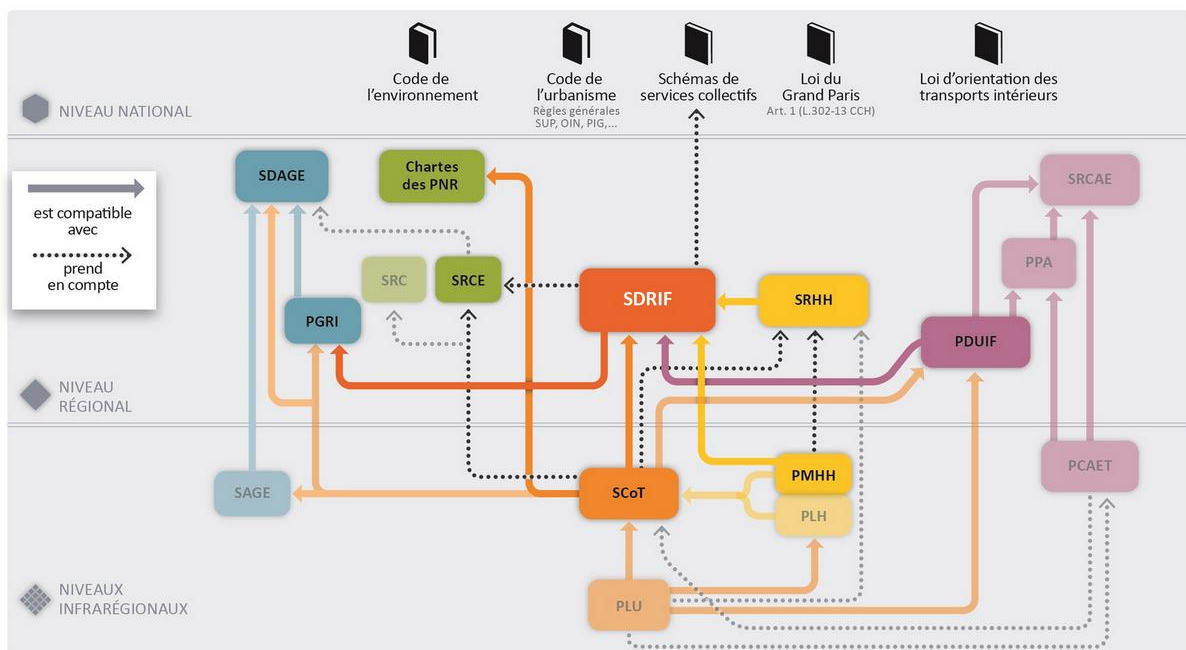 Code de
l'environnement
Code de
l'urbanisme
Règles générales
SUP, OIN, PIG,...
Schémas de
services collectifs
Loi du
Grand Paris
Art. 1 (L.302-13 CCH)
Loi d'orientation des
transports intérieurs
NIVEAU NATIONAL
est compatible
avec
prend
en compte
SDAGE
Chartes
des PNR
SRCAE
SRC
SRCE
PPA
SDRIF
SRHH
PGRI
PDUIF
NIVEAU
RÉGIONAL
SAGE
SCoT
PMHH
PLH
PCAET
NIVEAUX
INFRARÉGIONAUX
PLU